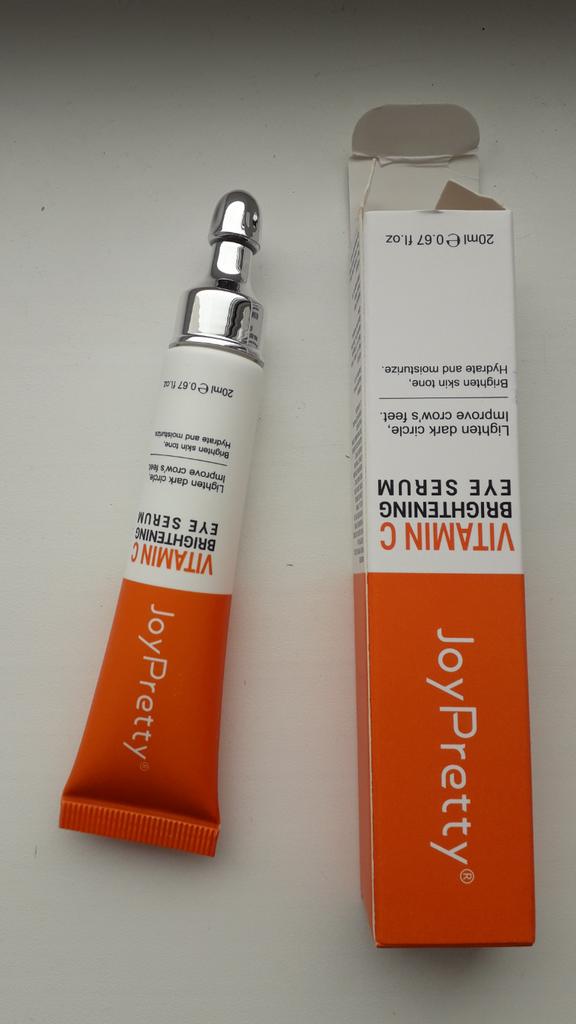 JoyPretty®
VITAMIN C
BRIGHTENING
EYE SERUM
Lighten dark circle,
Improve crow's feet.
Brighten skin tone,
Hydrate and moisturize.
20ml ℮ 0.67 fl.oz
JoyPretty®
VITAMIN C
BRIGHTENING
EYE SERUM
Lighten dark circle,
Improve crow's feet.
Brighten skin tone,
Hydrate and moisturize.
20ml ℮ 0.67 fl.oz